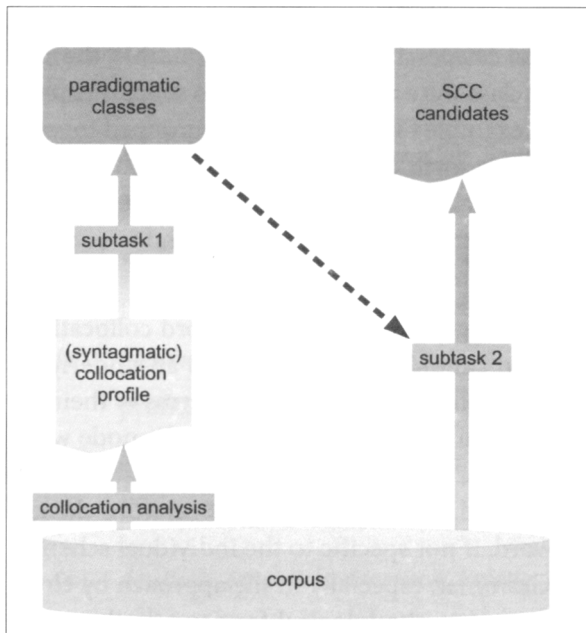 paradigmatic
classes
SCC
candidates
subtask 1
(syntagmatic)
collocation
profile
subtask 2
collocation analysis
corpus